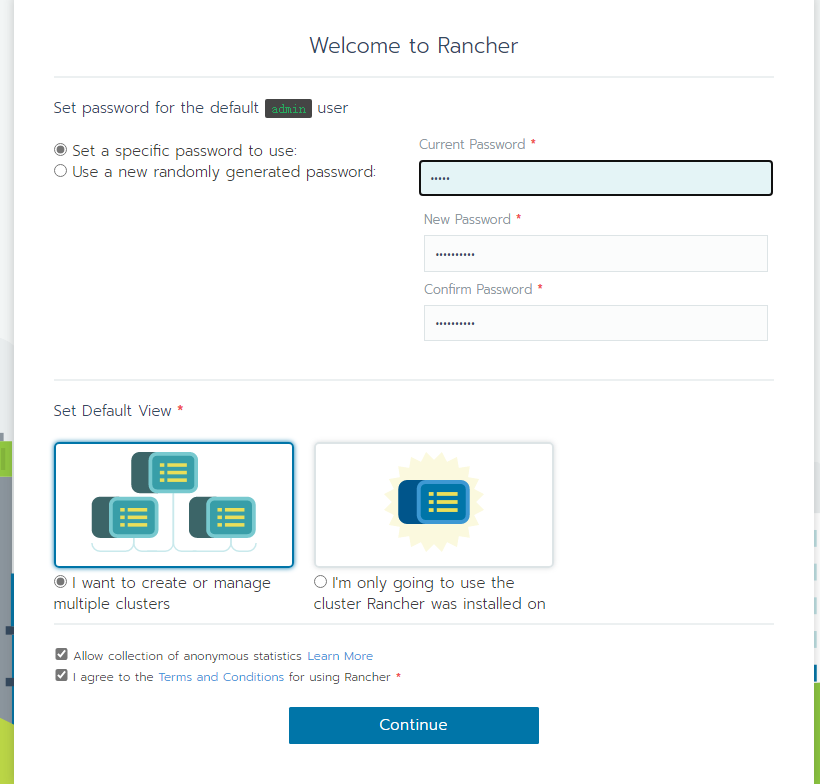 Welcome to Rancher
Set password for the default admin user
Set a specific password to use:
Use a new randomly generated password:
Current Password *
•••••
New Password *
••••••••••
Confirm Password *
••••••••••
Set Default View *
I want to create or manage
multiple clusters
I'm only going to use the
cluster Rancher was installed on
Allow collection of anonymous statistics Learn More
I agree to the Terms and Conditions for using Rancher *
Continue